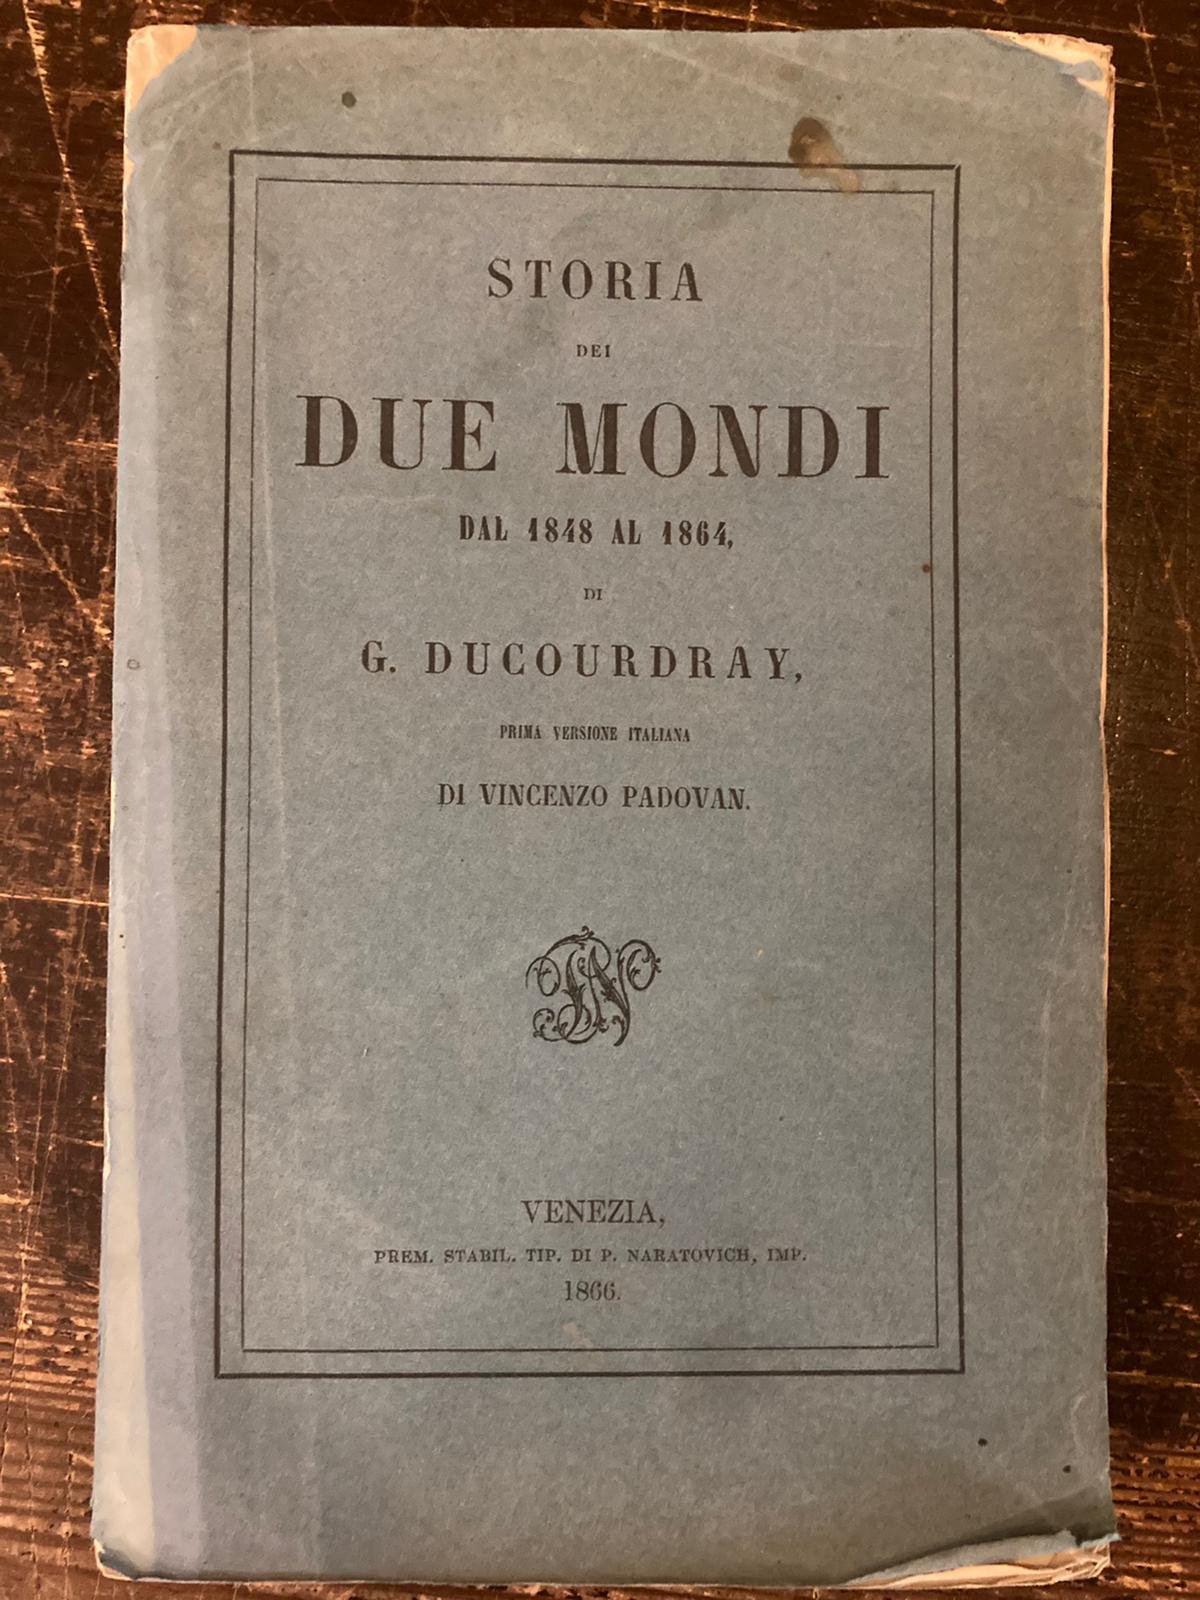 STORIA
DEI
DUE MONDI
DAL 1848 AL 1864,
DI
G. DUCOURDRAY,
PRIMA VERSIONE ITALIANA
DI VINCENZO PADOVAN.
VENEZIA,
PREM. STABIL. TIP. DI P. NARATOVICH, IMP.
1866.